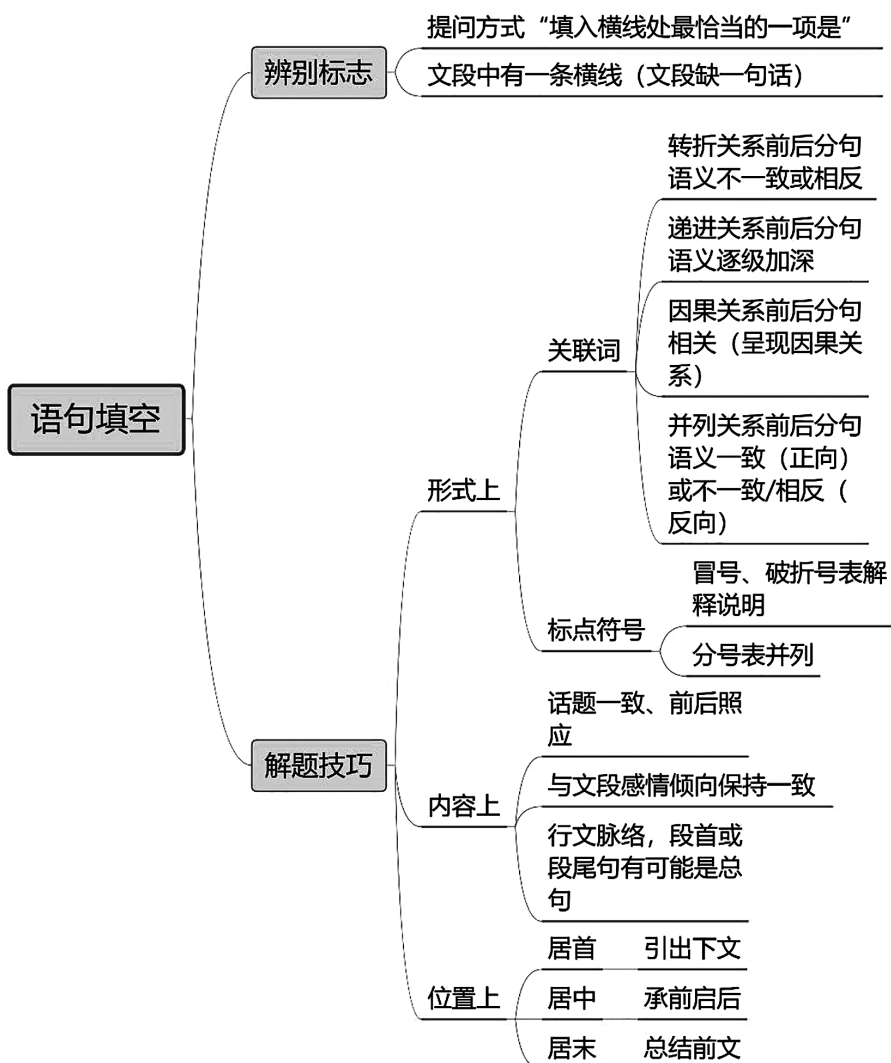 语句填空
辨别标志
提问方式“填入横线处最恰当的一项是”
文段中有一条横线（文段缺一句话）
解题技巧
形式上
关联词
转折关系前后分句
语义不一致或相反
递进关系前后分句
语义逐级加深
因果关系前后分句
相关（呈现因果关
系）
并列关系前后分句
语义一致（正向）
或不一致/相反（
反向）
标点符号
冒号、破折号表解
释说明
分号表并列
内容上
话题一致、前后照
应
与文段感情倾向保持一致
行文脉络，段首或
段尾句有可能是总
句
位置上
居首
引出下文
居中
承前启后
居末
总结前文